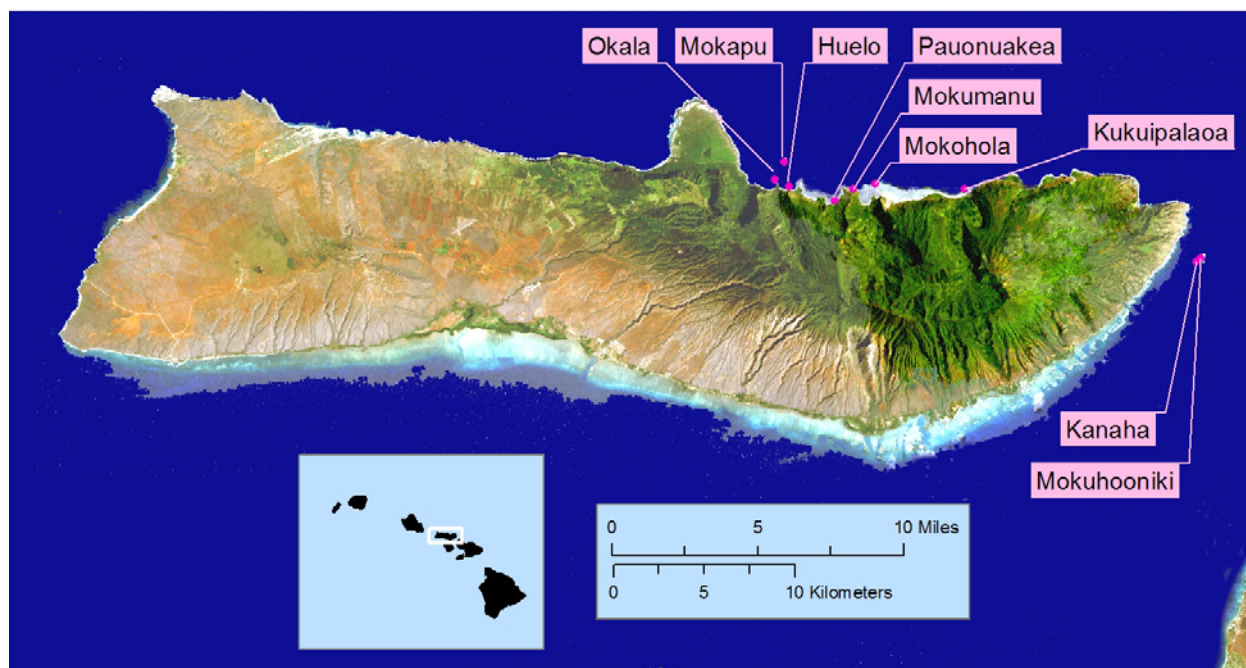 Okala
Mokapu
Huelo
Pauonuakea
Mokumanu
Mokohola
Kukuipalaoa
Kanaha
Mokuhooniki
0 5 10 Miles
0 5 10 Kilometers